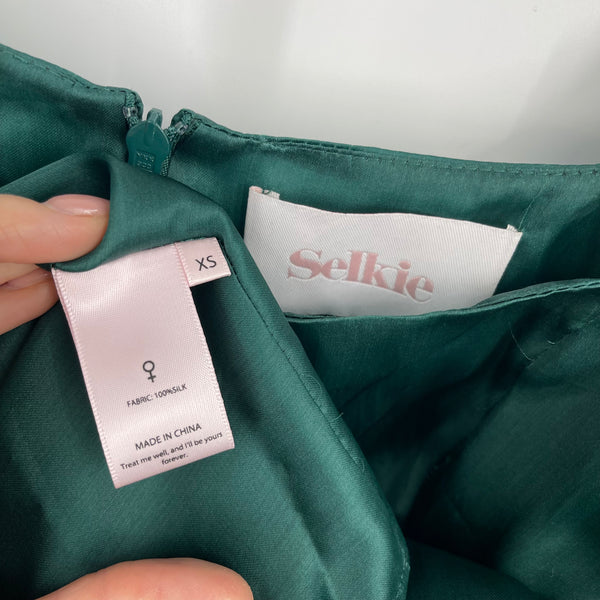 Selkie
XS
FABRIC: 100%SILK
MADE IN CHINA
Treat me well, and I'll be yours
forever.